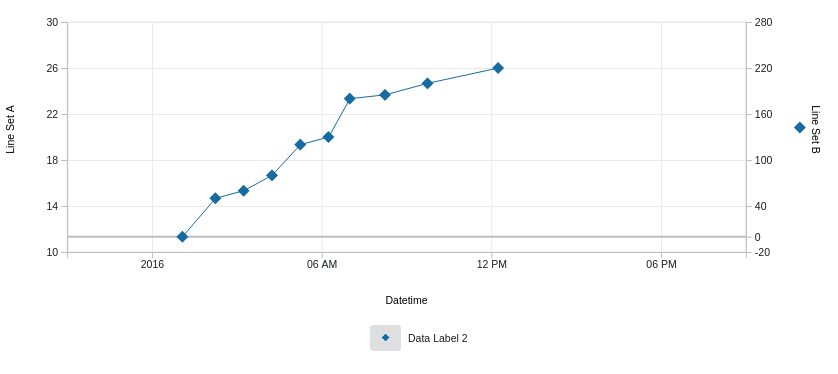 30
26
22
18
14
10
Line Set A
280
220
160
100
40
0
-20
Line Set B
2016
06 AM
12 PM
06 PM
Datetime
Data Label 2